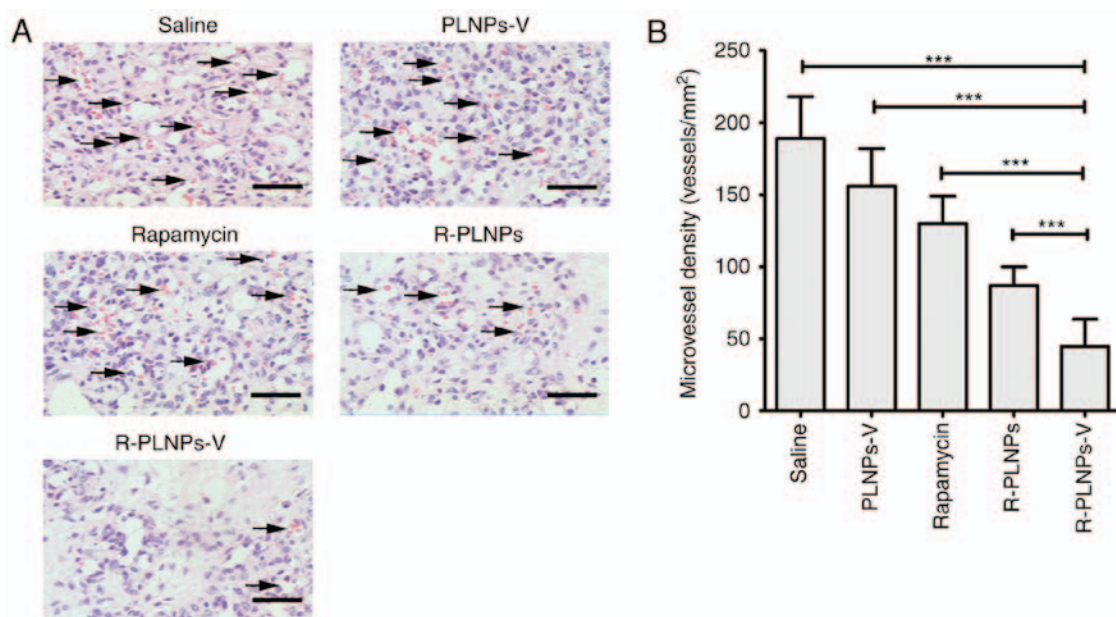 A
Saline
PLNPs-V
Rapamycin
R-PLNPs
R-PLNPs-V
B
Microvessel density (vessels/mm²)
250
200
150
100
50
0
***
***
***
***
Saline
PLNPs-V
Rapamycin
R-PLNPs
R-PLNPs-V